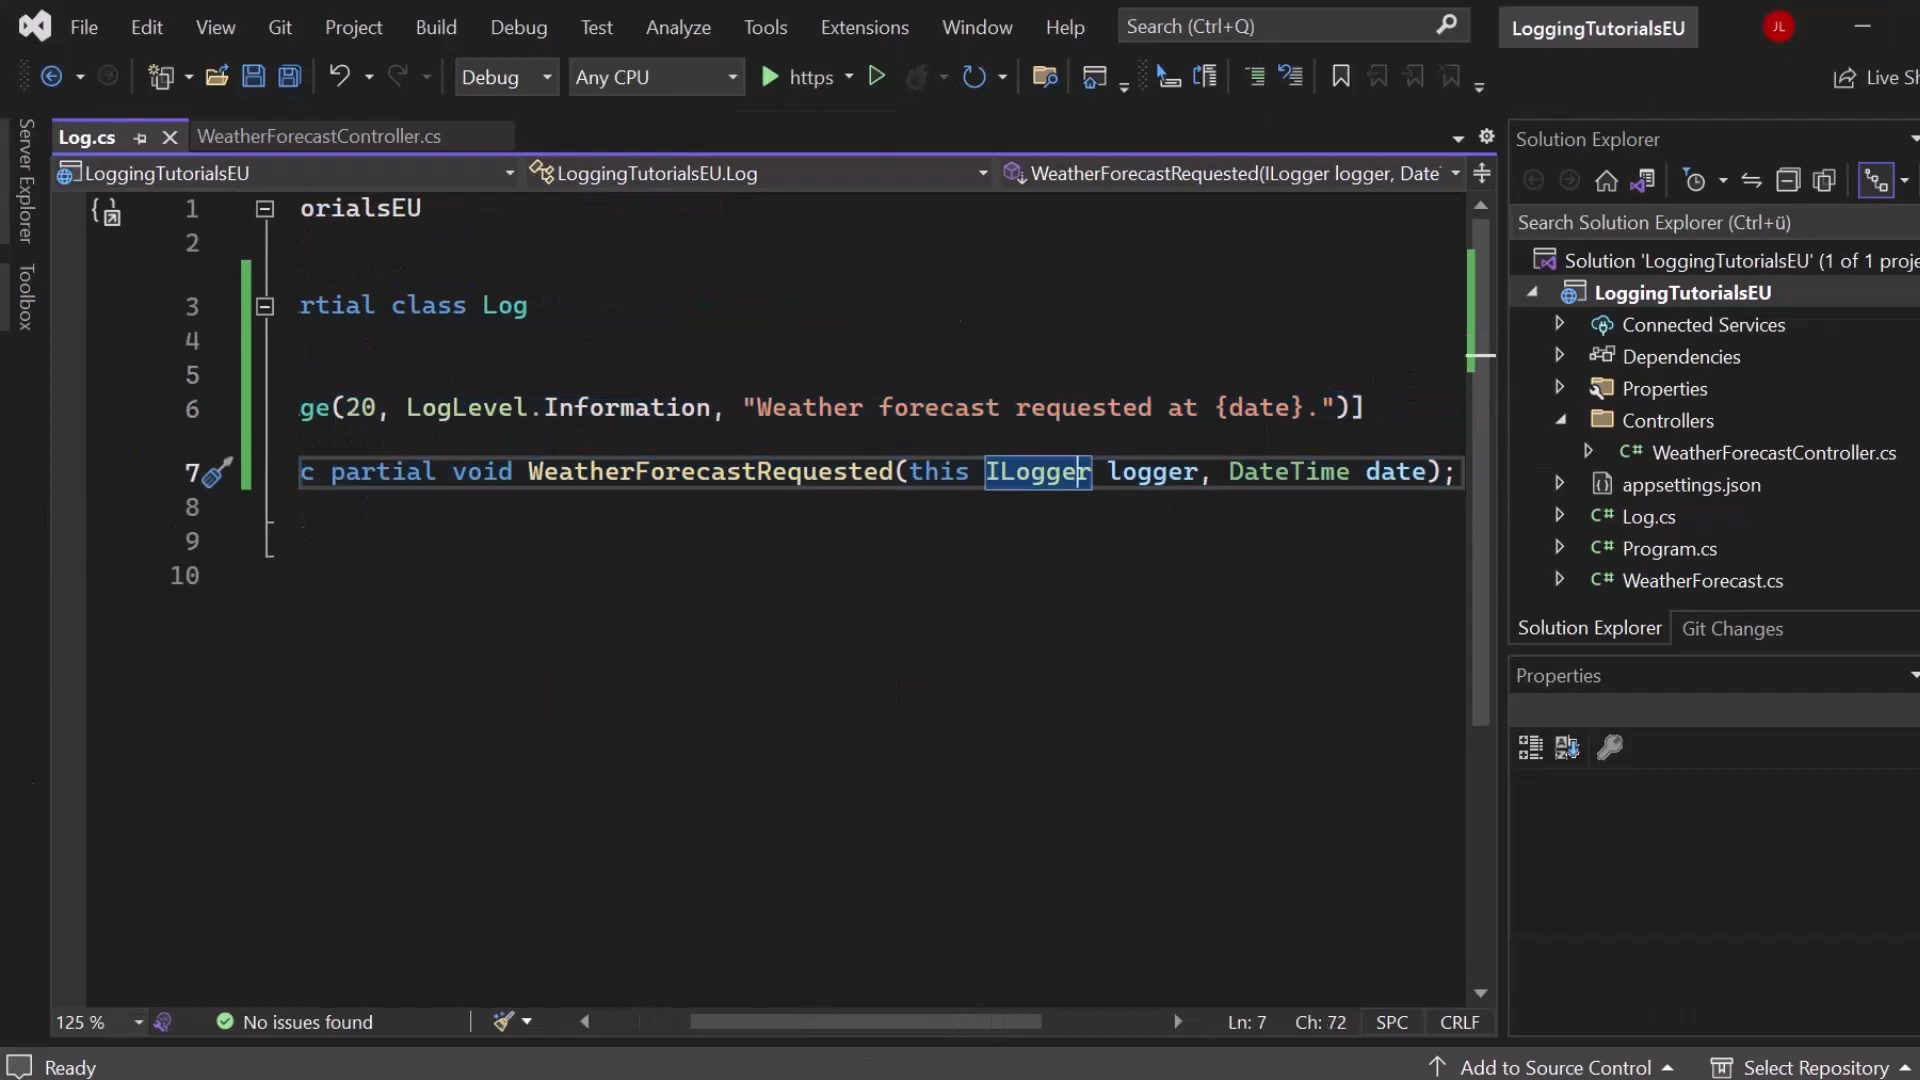 File Edit View Git Project Build Debug Test Analyze Tools Extensions Window Help Search (Ctrl+Q) LoggingTutorialsEU JL
Debug Any CPU https Live Sh
Server Explorer
Toolbox
Log.cs WeatherForecastController.cs
LoggingTutorialsEU LoggingTutorialsEU.Log WeatherForecastRequested(ILogger logger, Date
1 orialsEU
2
3 rtial class Log
4
5
6 ge(20, LogLevel.Information, "Weather forecast requested at {date}.")]
7 c partial void WeatherForecastRequested(this ILogger logger, DateTime date);
8
9
10
125 % No issues found Ln: 7 Ch: 72 SPC CRLF
Solution Explorer
Search Solution Explorer (Ctrl+ü)
Solution 'LoggingTutorialsEU' (1 of 1 proje
LoggingTutorialsEU
Connected Services
Dependencies
Properties
Controllers
C# WeatherForecastController.cs
appsettings.json
C# Log.cs
C# Program.cs
C# WeatherForecast.cs
Solution Explorer Git Changes
Properties
Ready Add to Source Control Select Repository